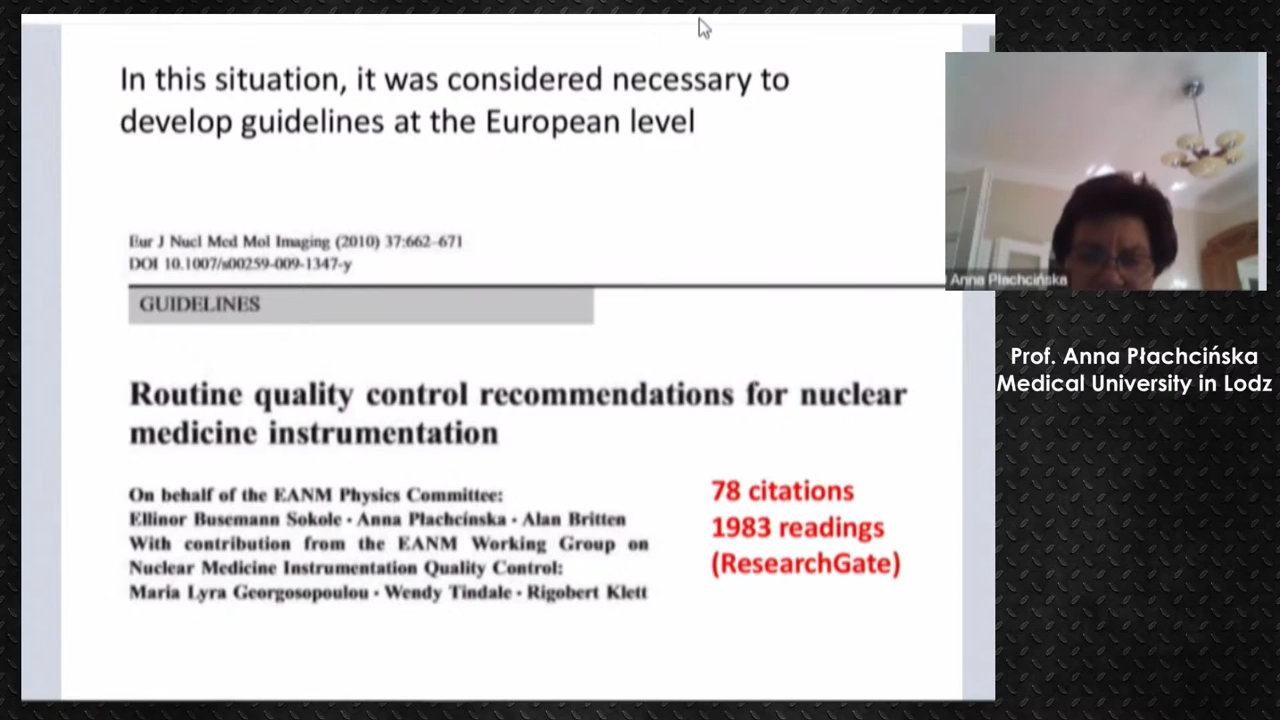 In this situation, it was considered necessary to
develop guidelines at the European level
Eur J Nucl Med Mol Imaging (2010) 37:662–671
DOI 10.1007/s00259-009-1347-y
GUIDELINES
Routine quality control recommendations for nuclear
medicine instrumentation
On behalf of the EANM Physics Committee:
Ellinor Busemann Sokole · Anna Płachcínska · Alan Britten
With contribution from the EANM Working Group on
Nuclear Medicine Instrumentation Quality Control:
Maria Lyra Georgosopoulou · Wendy Tindale · Rigobert Klett
78 citations
1983 readings
(ResearchGate)
Anna Płachcińska
Prof. Anna Płachcińska
Medical University in Lodz